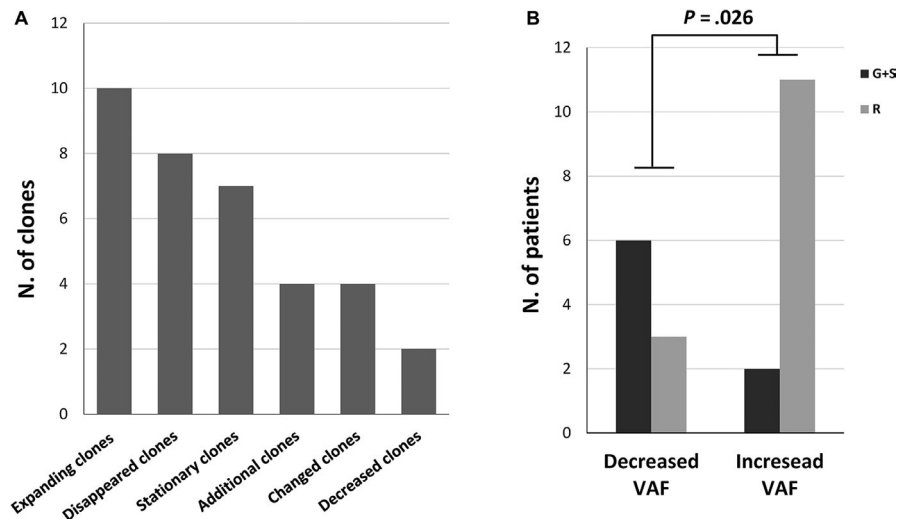 A
N. of clones
12
10
8
6
4
2
0
Expanding clones
Disappeared clones
Stationary clones
Additional clones
Changed clones
Decreased clones
B
P = .026
N. of patients
12
10
8
6
4
2
0
Decreased
VAF
Incresead
VAF
G+S
R